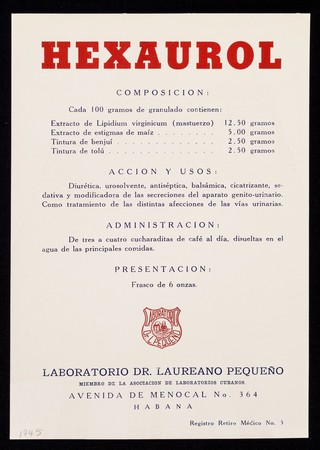 HEXAUROL
COMPOSICION:
Cada 100 gramos de granulado contienen:
Extracto de Lipidium virginicum (mastuerzo) 12.50 gramos
Extracto de estigmas de maíz . . . . . . . . 5.00 gramos
Tintura de benjuí . . . . . . . . . . . . . 2.50 gramos
Tintura de tolú . . . . . . . . . . . . . . 2.50 gramos
ACCION Y USOS:
Diurética, urosolvente, antiséptica, balsámica, cicatrizante, se-
dativa y modificadora de las secreciones del aparato genito-urinario.
Como tratamiento de las distintas afecciones de las vías urinarias.
ADMINISTRACION:
De tres a cuatro cucharaditas de café al día, disueltas en el
agua de las principales comidas.
PRESENTACION:
Frasco de 6 onzas.
LABORATORIO
DR. L. PEQUEÑO
LABORATORIO DR. LAUREANO PEQUEÑO
MIEMBRO DE LA ASOCIACION DE LABORATORIOS CUBANOS
AVENIDA DE MENOCAL No. 364
HABANA
Registro Retiro Médico No. 3
1945